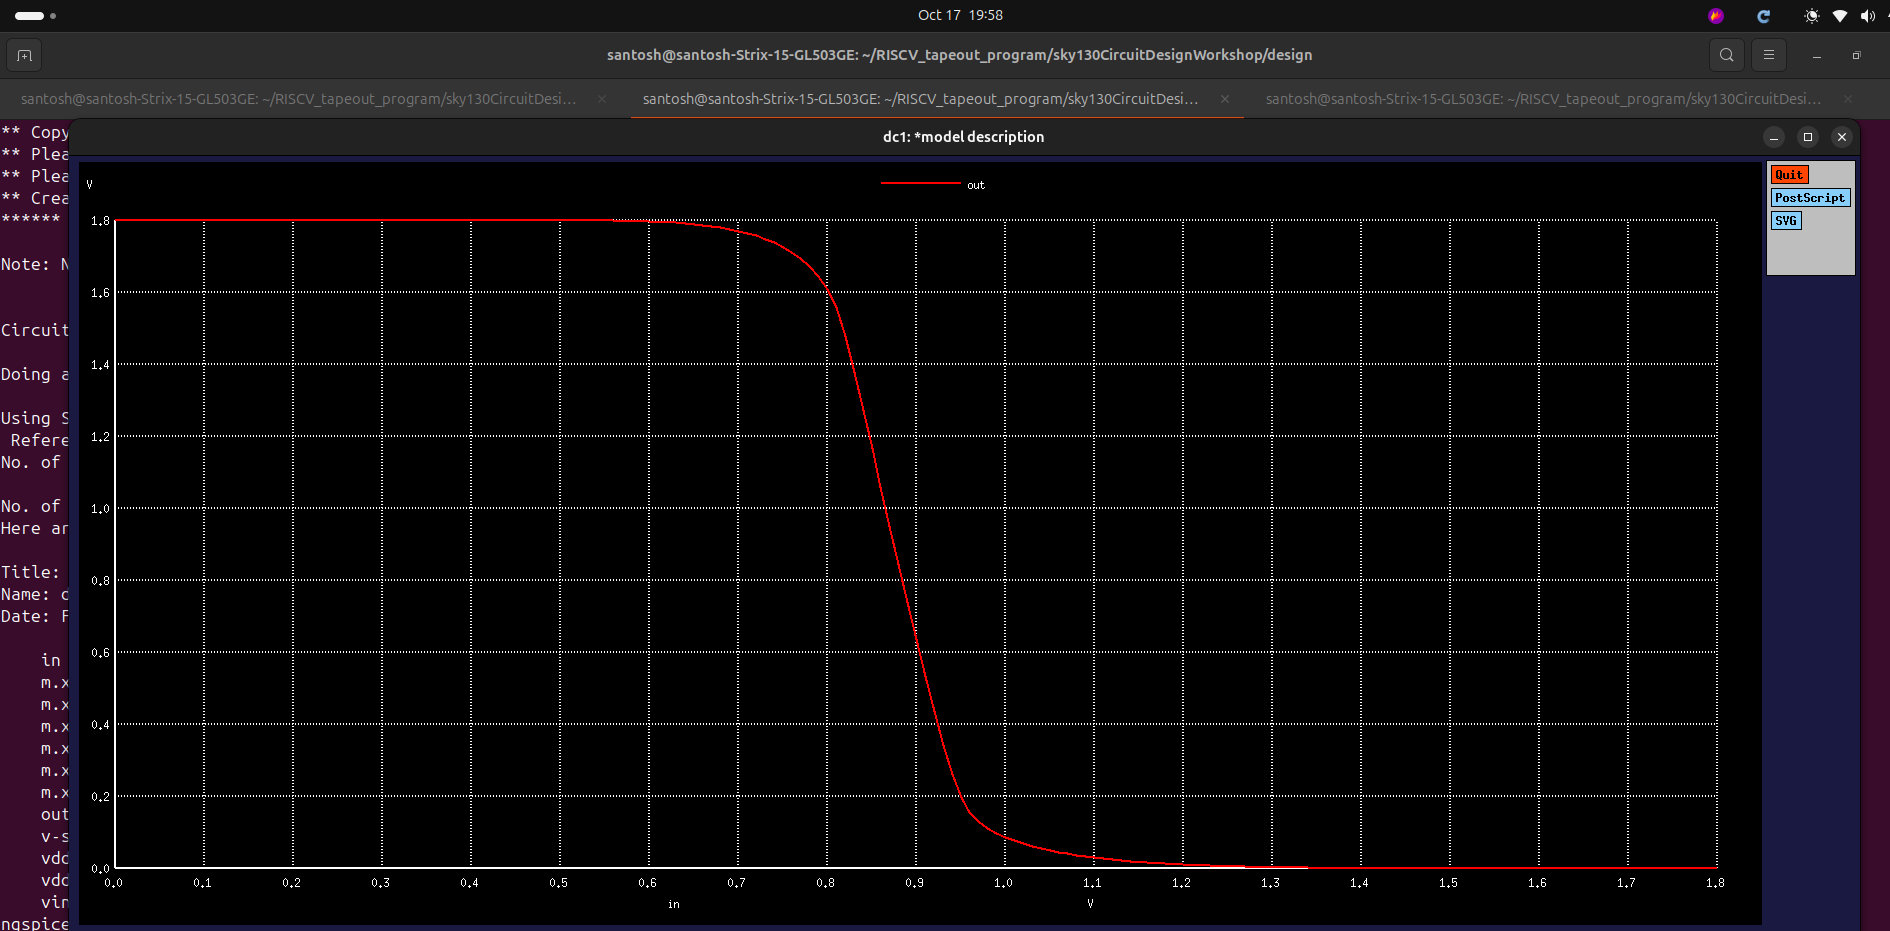 Oct 17 19:58
santosh@santosh-Strix-15-GL503GE: ~/RISCV_tapeout_program/sky130CircuitDesignWorkshop/design
santosh@santosh-Strix-15-GL503GE: ~/RISCV_tapeout_program/sky130CircuitDesi...
santosh@santosh-Strix-15-GL503GE: ~/RISCV_tapeout_program/sky130CircuitDesi...
santosh@santosh-Strix-15-GL503GE: ~/RISCV_tapeout_program/sky130CircuitDesi...
dc1: *model description
** Copy
** Plea
** Plea
** Crea
******
Note: N
Circuit
Doing a
Using S
Refere
No. of
No. of
Here ar
Title:
Name: d
Date: F
in
m.x
m.x
m.x
m.x
m.x
m.x
out
v-s
vdd
vdd
vin
ngspice
V
out
Quit
PostScript
SVG
1.8
1.6
1.4
1.2
1.0
0.8
0.6
0.4
0.2
0.0
0.0 0.1 0.2 0.3 0.4 0.5 0.6 0.7 0.8 0.9 1.0 1.1 1.2 1.3 1.4 1.5 1.6 1.7 1.8
in V